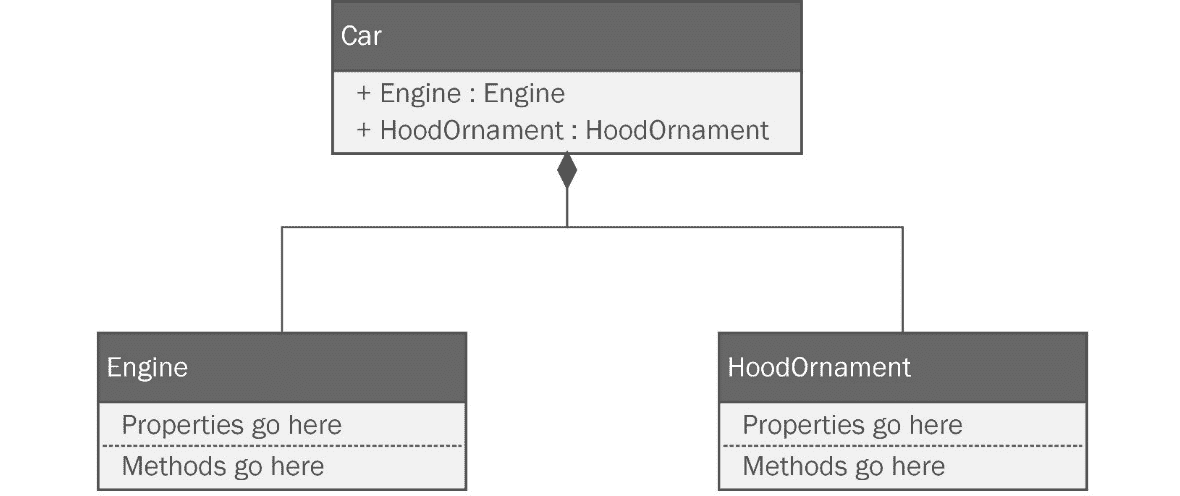 Car
+ Engine : Engine
+ HoodOrnament : HoodOrnament
Engine
Properties go here
Methods go here
HoodOrnament
Properties go here
Methods go here